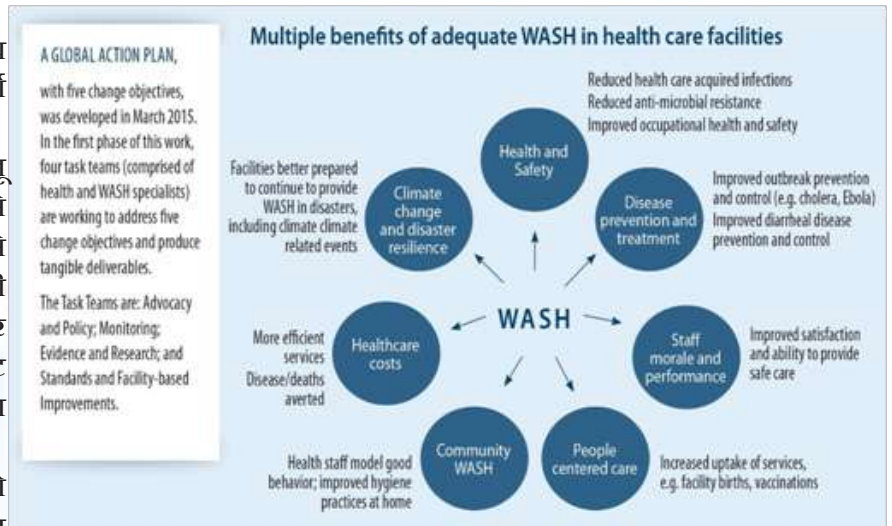 Multiple benefits of adequate WASH in health care facilities
A GLOBAL ACTION PLAN,
with five change objectives,
was developed in March 2015.
In the first phase of this work,
four task teams (comprised of
health and WASH specialists)
are working to address five
change objectives and produce
tangible deliverables.
The Task Teams are: Advocacy
and Policy; Monitoring;
Evidence and Research; and
Standards and Facility-based
Improvements.
Health and
Safety
Reduced health care acquired infections
Reduced anti-microbial resistance
Improved occupational health and safety
Disease
prevention and
treatment
Improved outbreak prevention
and control (e.g. cholera, Ebola)
Improved diarrheal disease
prevention and control
Staff
morale and
performance
Improved satisfaction
and ability to provide
safe care
People
centered care
Increased uptake of services,
e.g. facility births, vaccinations
Community
WASH
Health staff model good
behavior; improved hygiene
practices at home
Healthcare
costs
More efficient
services
Disease/deaths
averted
Climate
change
and disaster
resilience
Facilities better prepared
to continue to provide
WASH in disasters,
including climate climate
related events
WASH